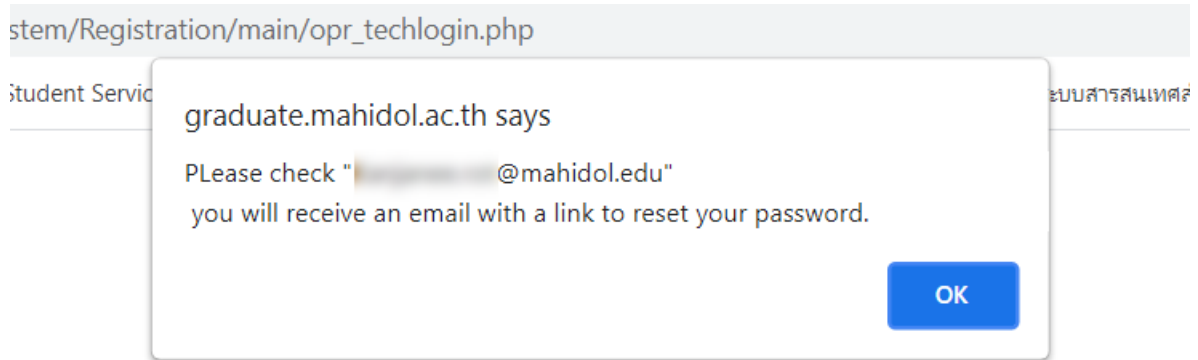 stem/Registration/main/opr_techlogin.php
Student Servic
ะบบสารสนเทศส
graduate.mahidol.ac.th says
PLease check " @mahidol.edu"
you will receive an email with a link to reset your password.
OK